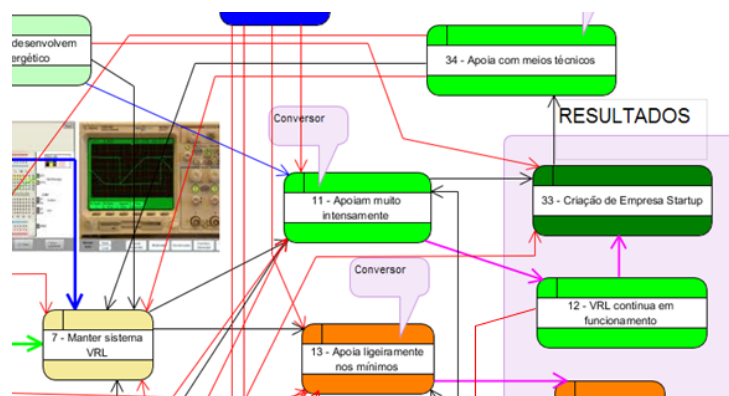 desenvolvem
34 - Apoia com meios técnicos
RESULTADOS
Conversor
11 - Apoiam muito
intensamente
33 - Criação de Empresa Startup
Conversor
12 - VRL continua em
funcionamento
7 - Manter sistema
VRL
13 - Apoia ligeiramente
nos mínimos